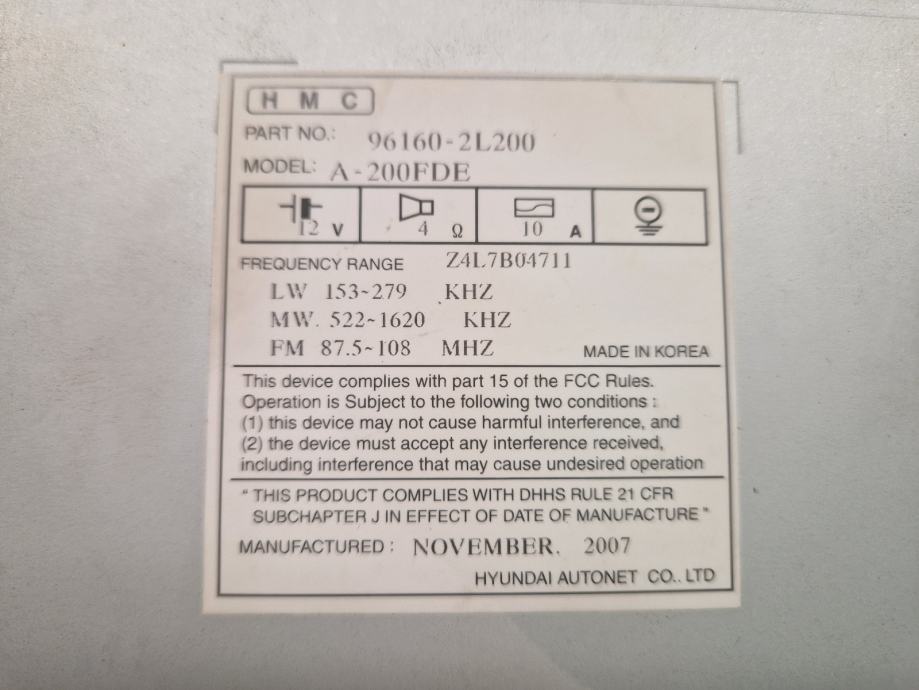 HMC
PART NO.: 96160-2L200
MODEL: A-200FDE
12 V 4 Ω 10 A
FREQUENCY RANGE Z4L7B04711
LW 153~279 KHZ
MW. 522~1620 KHZ
FM 87.5~108 MHZ MADE IN KOREA
This device complies with part 15 of the FCC Rules.
Operation is Subject to the following two conditions :
(1) this device may not cause harmful interference, and
(2) the device must accept any interference received,
including interference that may cause undesired operation
" THIS PRODUCT COMPLIES WITH DHHS RULE 21 CFR
SUBCHAPTER J IN EFFECT OF DATE OF MANUFACTURE "
MANUFACTURED : NOVEMBER. 2007
HYUNDAI AUTONET CO.. LTD